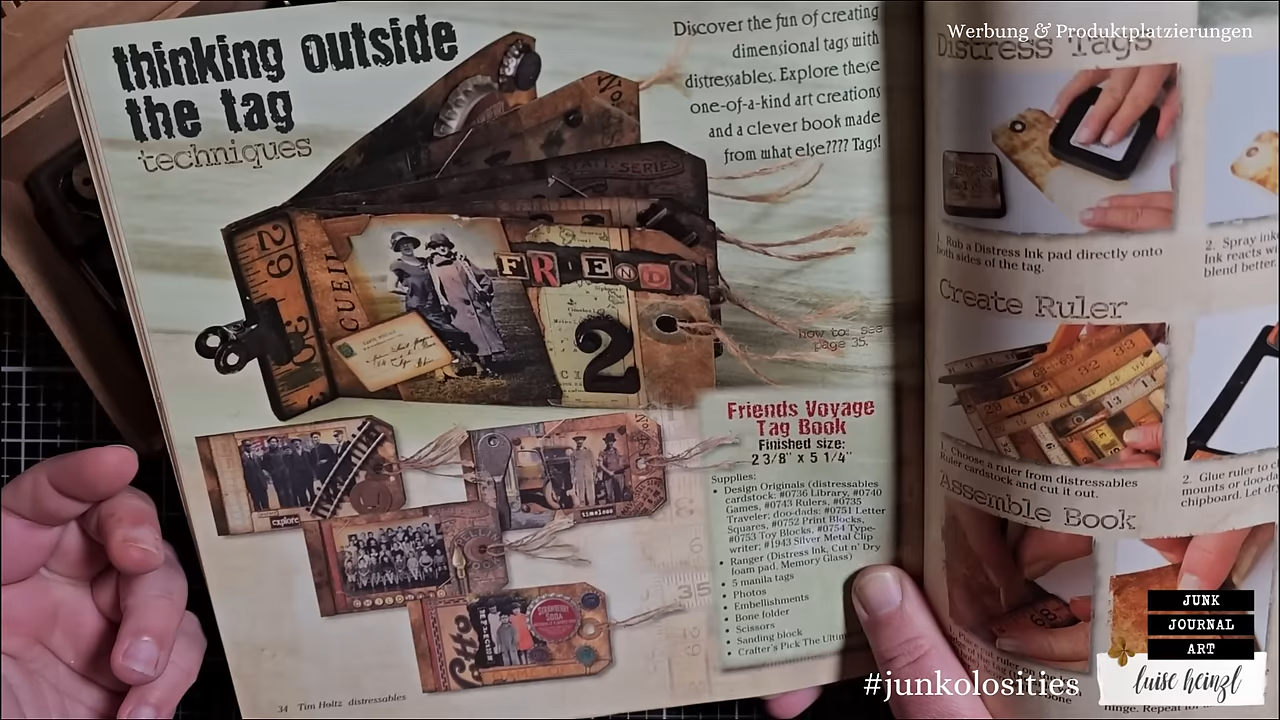 Werbung & Produktplatzierungen
thinking outside
the tag
techniques
Discover the fun of creating
dimensional tags with
distressables. Explore these
one-of-a-kind art creations
and a clever book made
from what else???? Tags!
FRIENDS
2
how to: see
page 35.
Friends Voyage
Tag Book
Finished size:
2 3/8" x 5 1/4"
Supplies:
• Design Originals (distressables
cardstock: #0736 Library, #0740
Games, #0743 Rulers, #0735
Traveler, Doo-dads: #0751 Letter
Squares, #0752 Print Blocks,
#0753 Toy Blocks, #0754 Type-
writer; #1943 Silver Metal Clip
• Ranger (Distress Ink, Cut n' Dry
foam pad, Memory Glass)
• 5 manila tags
• Photos
• Embellishments
• Bone folder
• Scissors
• Sanding block
• Crafter's Pick The
explore
timeless
STRAWBERRY
SODA
34 Tim Holtz distressables
Distress Tags
1. Rub a Distress Ink pad directly onto
both sides of the tag.
2. Spray ink
Ink reacts w
blend better.
Create Ruler
1. Choose a ruler from distressables
Ruler cardstock and cut it out.
2. Glue ruler to c
mounts or doo-da
chipboard. Let dr
Assemble Book
hinge. Repeat
#junkolosities
JUNK
JOURNAL
ART
luise heinzl